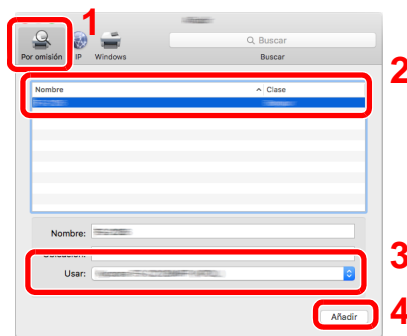 1
Buscar
Por omisión IP Windows Buscar
2
Nombre Clase
Nombre:
3
Usar:
Añadir
4